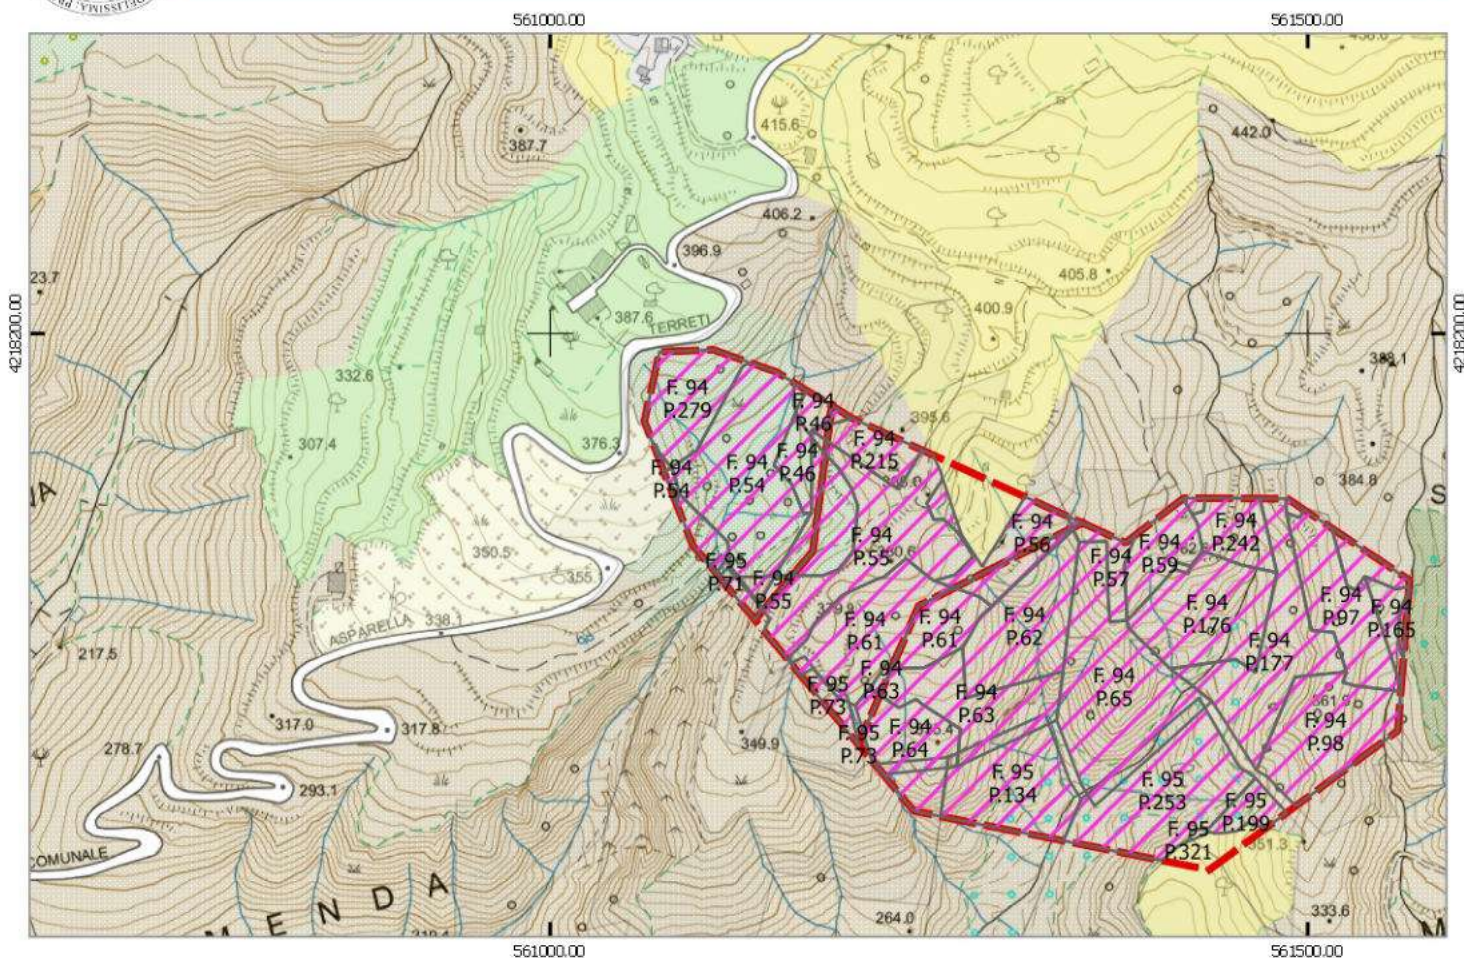 561000.00
561500.00
4218200.00
4218200.00
415.6
442.0
387.7
406.2
396.9
23.7
405.8
400.9
387.6
TERRETI
332.6
388.1
395.6
307.4
376.3
384.8
S
350.5
355.1
ASPARELLA
338.1
217.5
317.0
317.8
278.7
349.9
293.1
COMUNALE
351.3
264.0
333.6
E N D A
F. 94
P.279
F. 94
P.46
F. 94
P.215
F. 94
P.54
F. 94
P.54
F. 94
P.46
F. 94
P.55
F. 94
P.56
F. 94
P.57
F. 94
P.59
F. 94
P.242
F. 95
P.71
F. 94
P.55
F. 94
P.61
F. 94
P.61
F. 94
P.62
F. 94
P.176
F. 94
P.97
F. 94
P.165
F. 94
P.177
F. 94
P.63
F. 94
P.63
F. 94
P.65
F. 95
P.73
F. 95
P.73
F. 94
P.64
F. 94
P.98
F. 95
P.134
F. 95
P.253
F. 95
P.199
F. 95
P.321
561000.00
561500.00